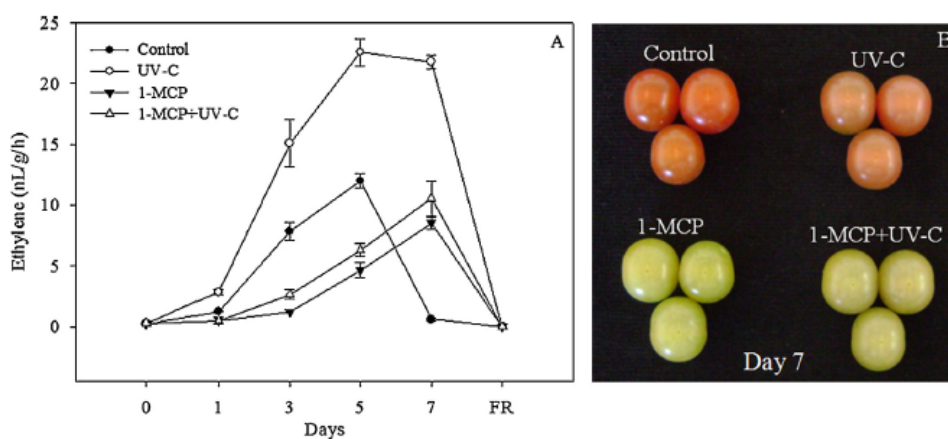 A
Control
UV-C
1-MCP
1-MCP+UV-C
Ethylene (nL/g/h)
25
20
15
10
5
0
0 1 3 5 7 FR
Days
B
Control
UV-C
1-MCP
1-MCP+UV-C
Day 7